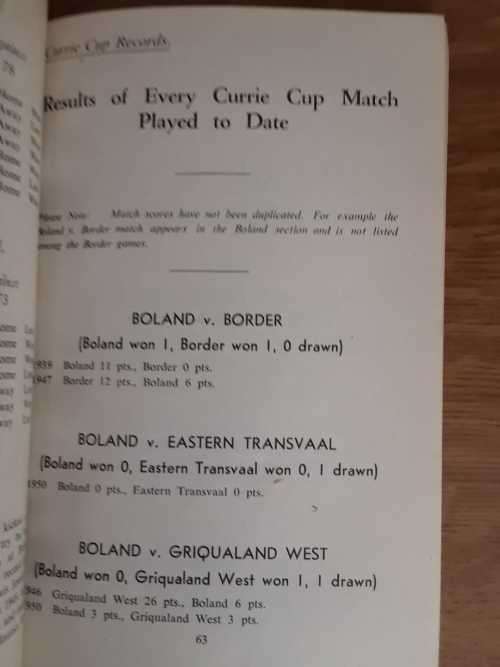 Currie Cup Records.
Results of Every Currie Cup Match
Played to Date
Please Note: Match scores have not been duplicated. For example the
Boland v. Border match appears in the Boland section and is not listed
among the Border games.
BOLAND v. BORDER
(Boland won 1, Border won 1, 0 drawn)
1939 Boland 11 pts., Border 0 pts.
1947 Border 12 pts., Boland 6 pts.
BOLAND v. EASTERN TRANSVAAL
(Boland won 0, Eastern Transvaal won 0, 1 drawn)
1950 Boland 0 pts., Eastern Transvaal 0 pts.
BOLAND v. GRIQUALAND WEST
(Boland won 0, Griqualand West won 1, 1 drawn)
1946 Griqualand West 26 pts., Boland 6 pts.
1950 Boland 3 pts., Griqualand West 3 pts.
63